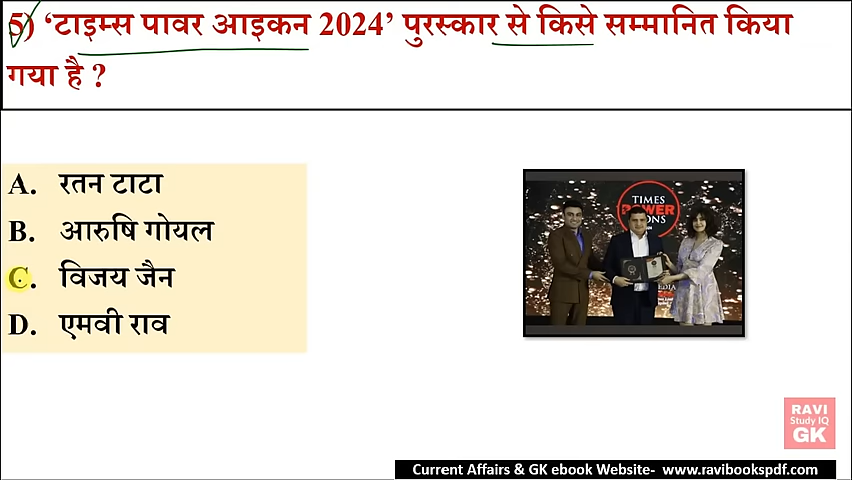 5) ‘टाइम्स पावर आइकन 2024’ पुरस्कार से किसे सम्मानित किया
गया है ?
A. रतन टाटा
B. आरुषि गोयल
C. विजय जैन
D. एमवी राव
TIMES
POWER
RAVI
Study IQ
GK
Current Affairs & GK ebook Website- www.ravibookspdf.com